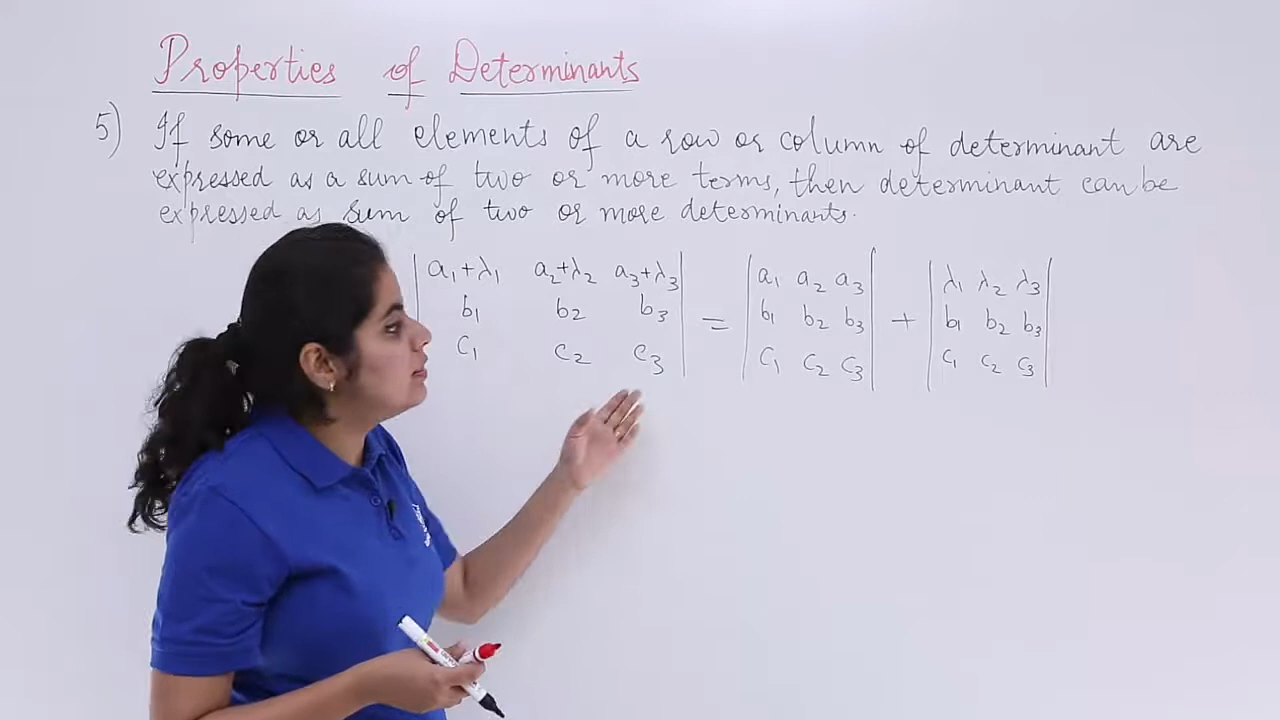 Properties of Determinants
5) If some or all elements of a row or column of determinant are
expressed as a sum of two or more terms, then determinant can be
expressed as sum of two or more determinants.
| a₁+λ₁ a₂+λ₂ a₃+λ₃ | | a₁ a₂ a₃ | | λ₁ λ₂ λ₃ |
| b₁ b₂ b₃ | = | b₁ b₂ b₃ | + | b₁ b₂ b₃ |
| c₁ c₂ c₃ | | c₁ c₂ c₃ | | c₁ c₂ c₃ |